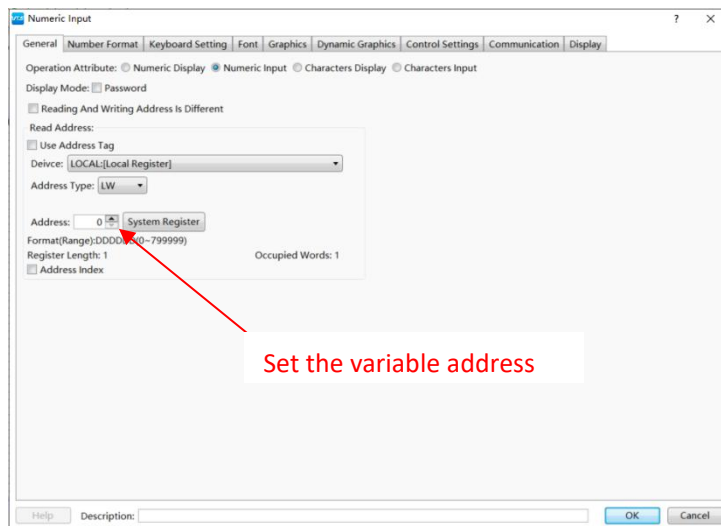 Numeric Input ?
General Number Format Keyboard Setting Font Graphics Dynamic Graphics Control Settings Communication Display
Operation Attribute: Numeric Display Numeric Input Characters Display Characters Input
Display Mode: Password
Reading And Writing Address Is Different
Read Address:
Use Address Tag
Deivce: LOCAL:[Local Register]
Address Type: LW
Address: 0 System Register
(0~799999)
Register Length: 1 Occupied Words: 1
Address Index
Set the variable address
Help Description: OK Cancel